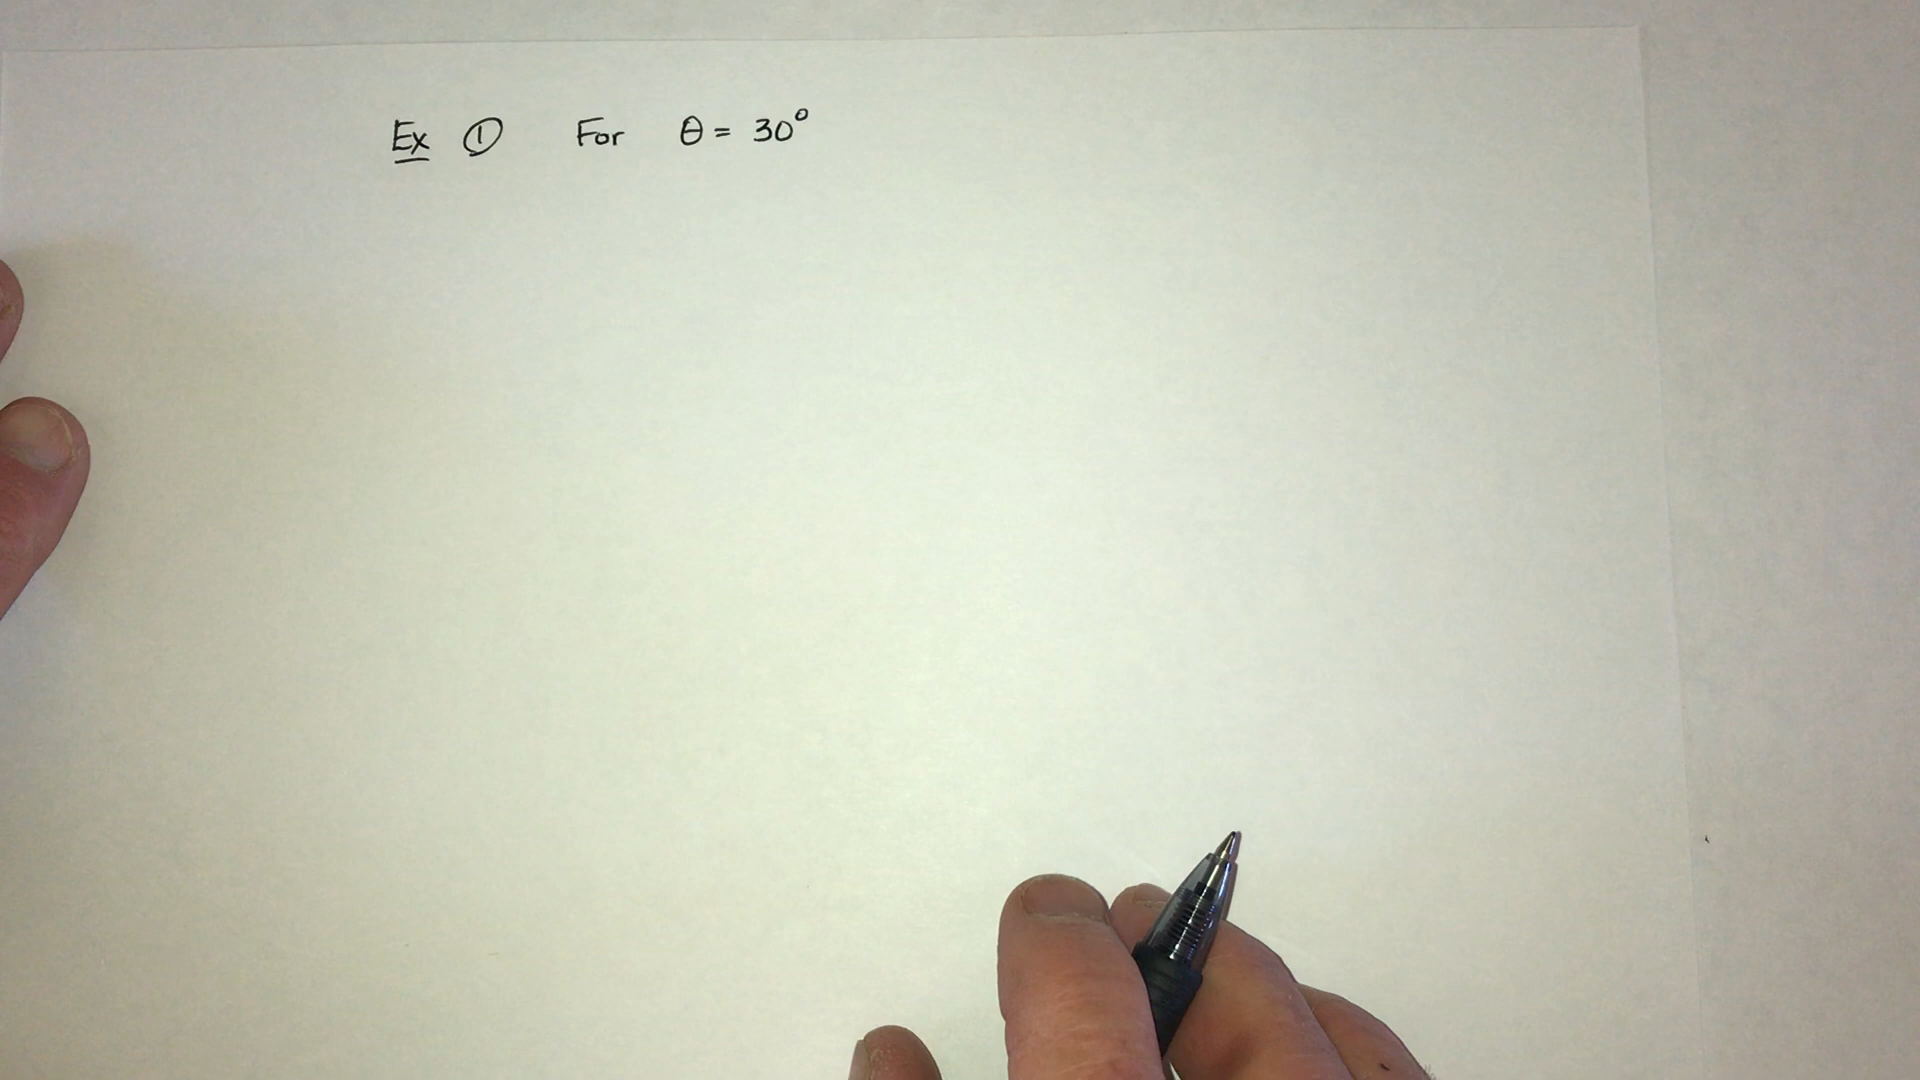 Ex ① For θ = 30°